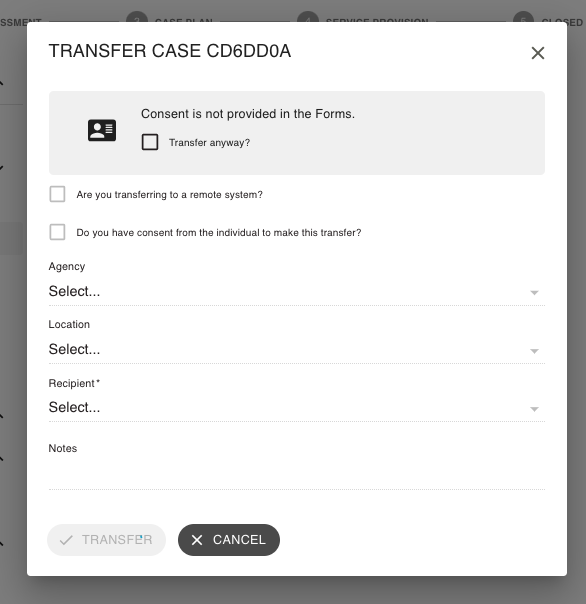 SSMENT 3 CASE PLAN 4 SERVICE PROVISION 5 CLOSED
TRANSFER CASE CD6DD0A
Consent is not provided in the Forms.
Transfer anyway?
Are you transferring to a remote system?
Do you have consent from the individual to make this transfer?
Agency
Select...
Location
Select...
Recipient*
Select...
Notes
TRANSFER CANCEL